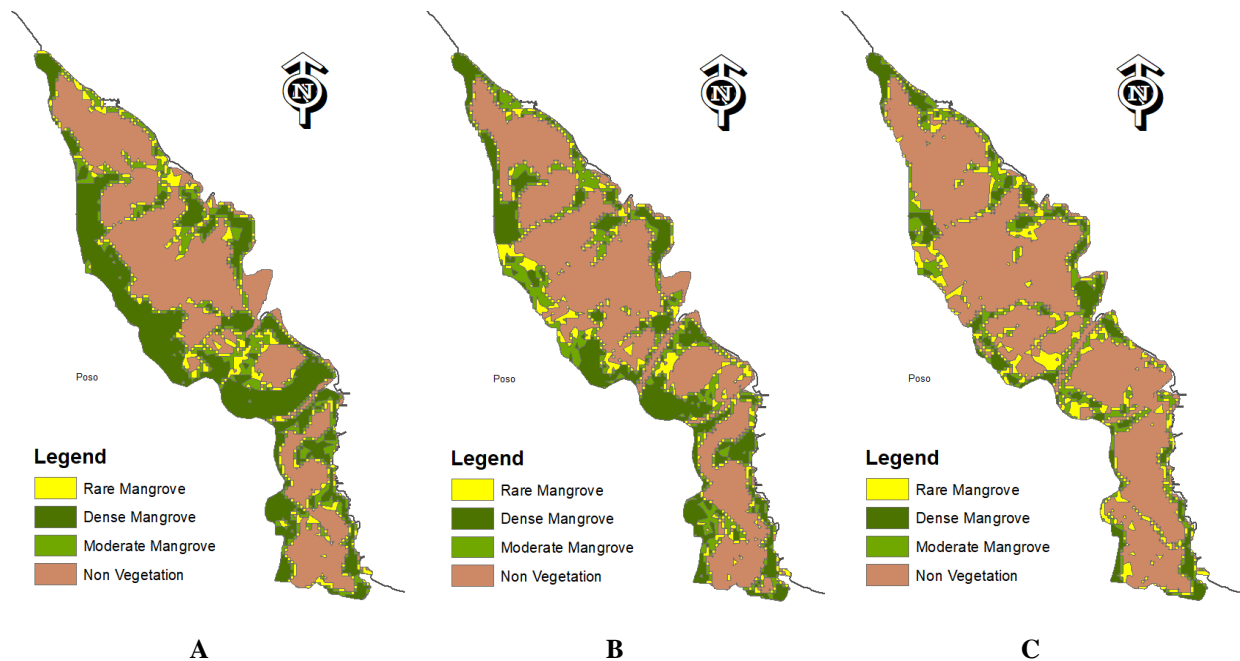 N
Poso
Legend
Rare Mangrove
Dense Mangrove
Moderate Mangrove
Non Vegetation
A
N
Poso
Legend
Rare Mangrove
Dense Mangrove
Moderate Mangrove
Non Vegetation
B
N
Poso
Legend
Rare Mangrove
Dense Mangrove
Moderate Mangrove
Non Vegetation
C